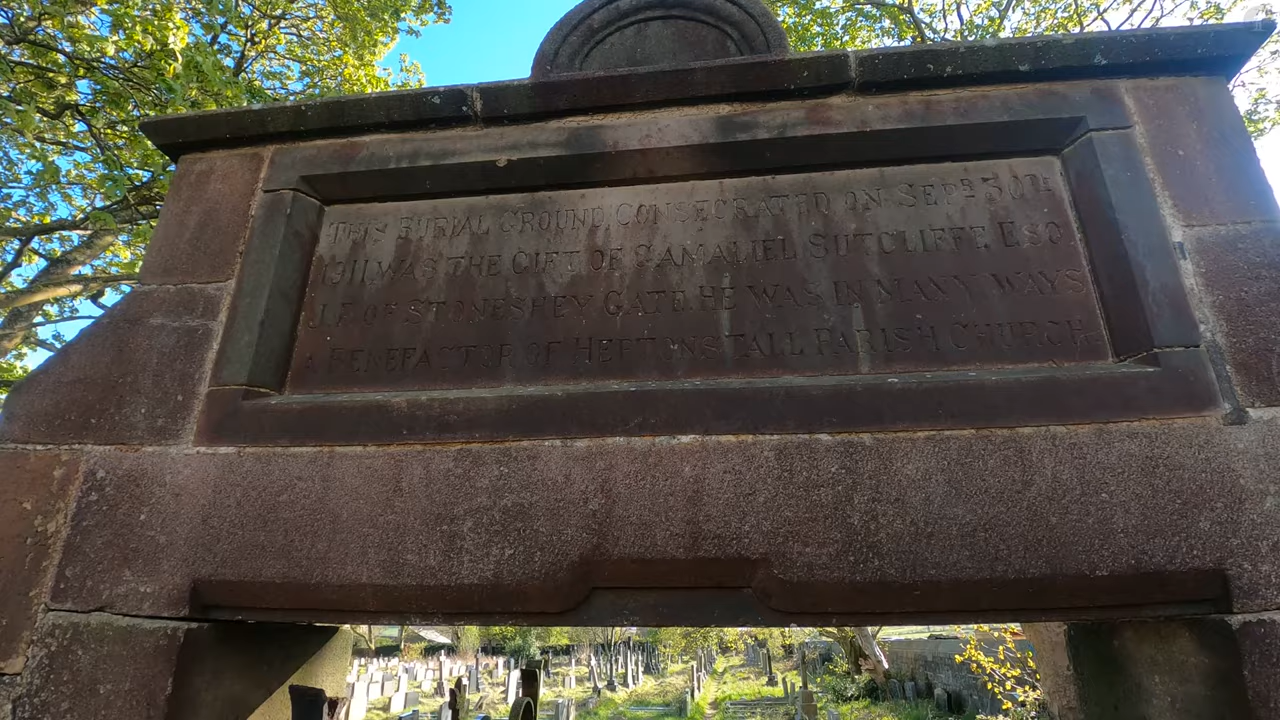 THIS BURIAL GROUND CONSECRATED ON SEPR 30TH
1911, WAS THE GIFT OF GAMALIEL SUTCLIFFE ESQ
J.P. OF STONESHEY GATE. HE WAS IN MANY WAYS
A BENEFACTOR OF HEPTONSTALL PARISH CHURCH